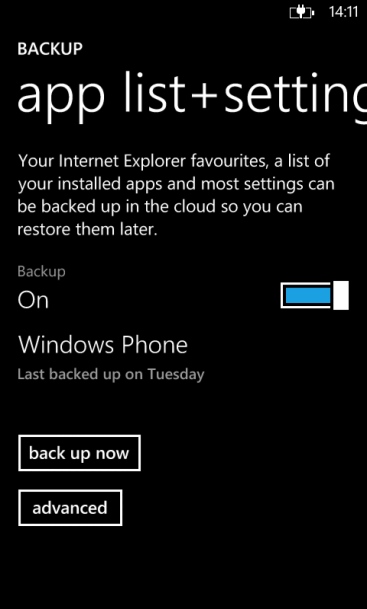 14:11
BACKUP
app list+setting
Your Internet Explorer favourites, a list of
your installed apps and most settings can
be backed up in the cloud so you can
restore them later.
Backup
On
Windows Phone
Last backed up on Tuesday
back up now
advanced